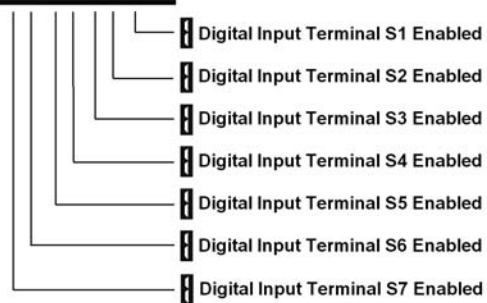 Digital Input Terminal S1 Enabled
Digital Input Terminal S2 Enabled
Digital Input Terminal S3 Enabled
Digital Input Terminal S4 Enabled
Digital Input Terminal S5 Enabled
Digital Input Terminal S6 Enabled
Digital Input Terminal S7 Enabled